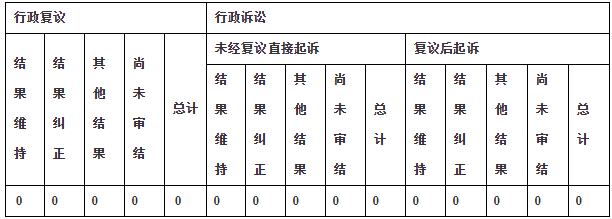 行政复议 行政诉讼
未经复议直接起诉 复议后起诉
结果维持 结果纠正 其他结果 尚未审结 总计 结果维持 结果纠正 其他结果 尚未审结 总计 结果维持 结果纠正 其他结果 尚未审结 总计
0 0 0 0 0 0 0 0 0 0 0 0 0 0 0